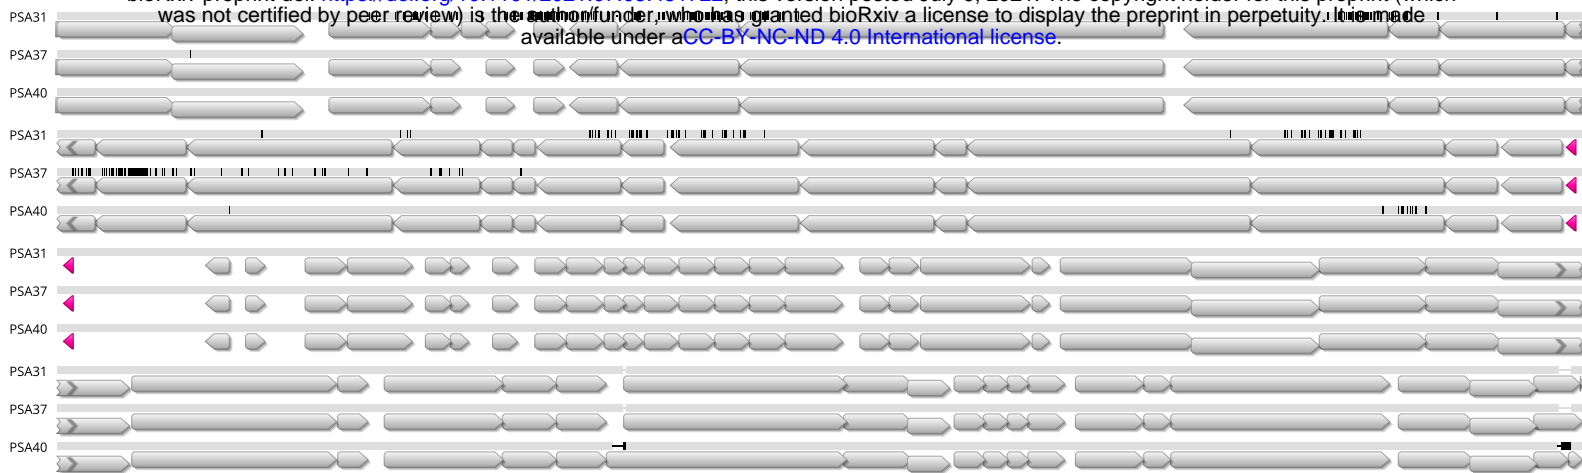 PSA31
was not certified by peer review) is the author/funder, who has granted bioRxiv a license to display the preprint in perpetuity. It is made
available under aCC-BY-NC-ND 4.0 International license.
PSA37
PSA40
PSA31
PSA37
PSA40
PSA31
PSA37
PSA40
PSA31
PSA37
PSA40